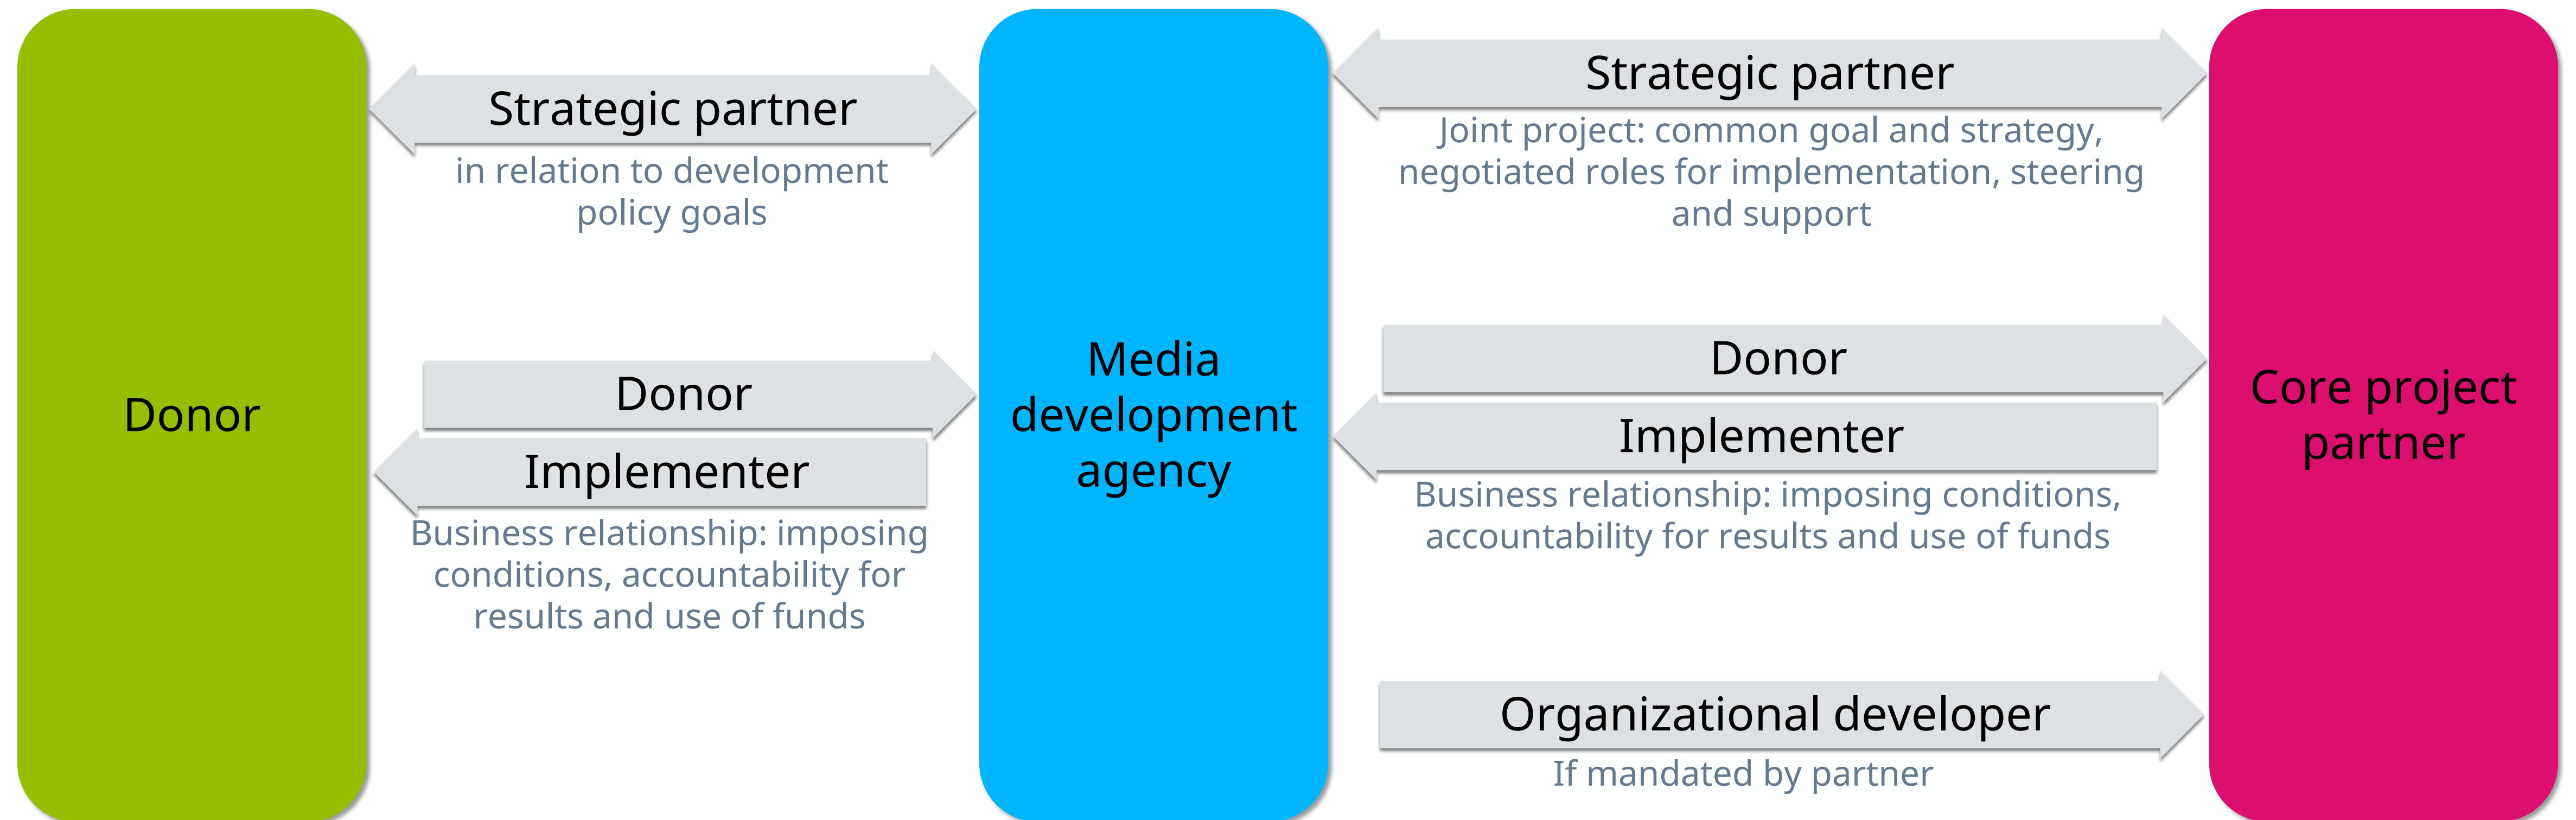 Donor
Strategic partner
in relation to development
policy goals
Donor
Implementer
Business relationship: imposing
conditions, accountability for
results and use of funds
Media
development
agency
Strategic partner
Joint project: common goal and strategy,
negotiated roles for implementation, steering
and support
Donor
Implementer
Business relationship: imposing conditions,
accountability for results and use of funds
Organizational developer
If mandated by partner
Core project
partner